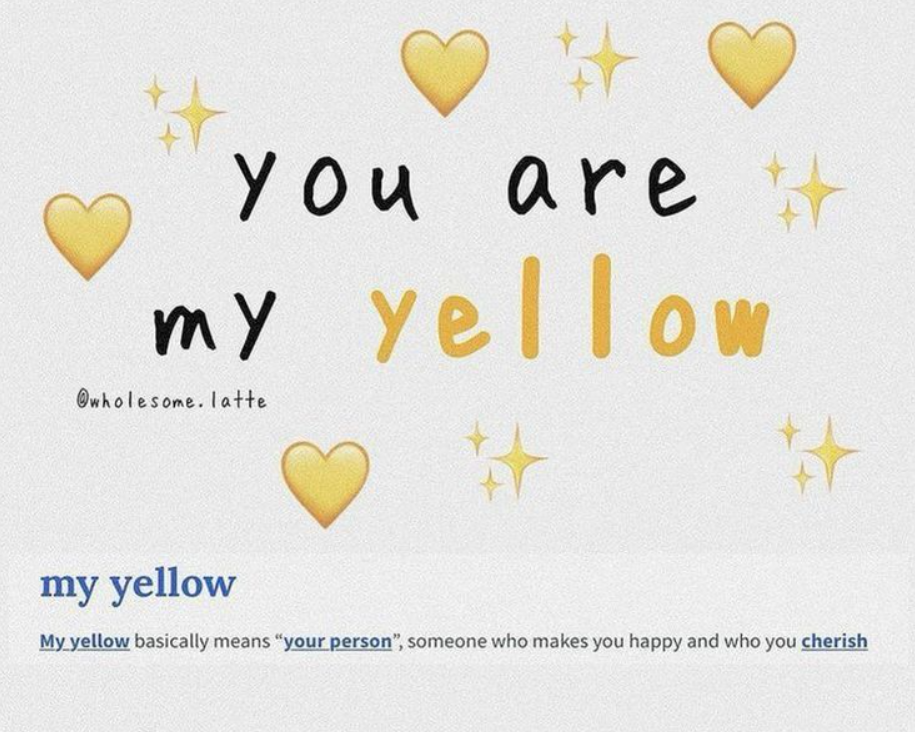 you are
my yellow
@wholesome.latte
my yellow
My yellow basically means “your person”, someone who makes you happy and who you cherish